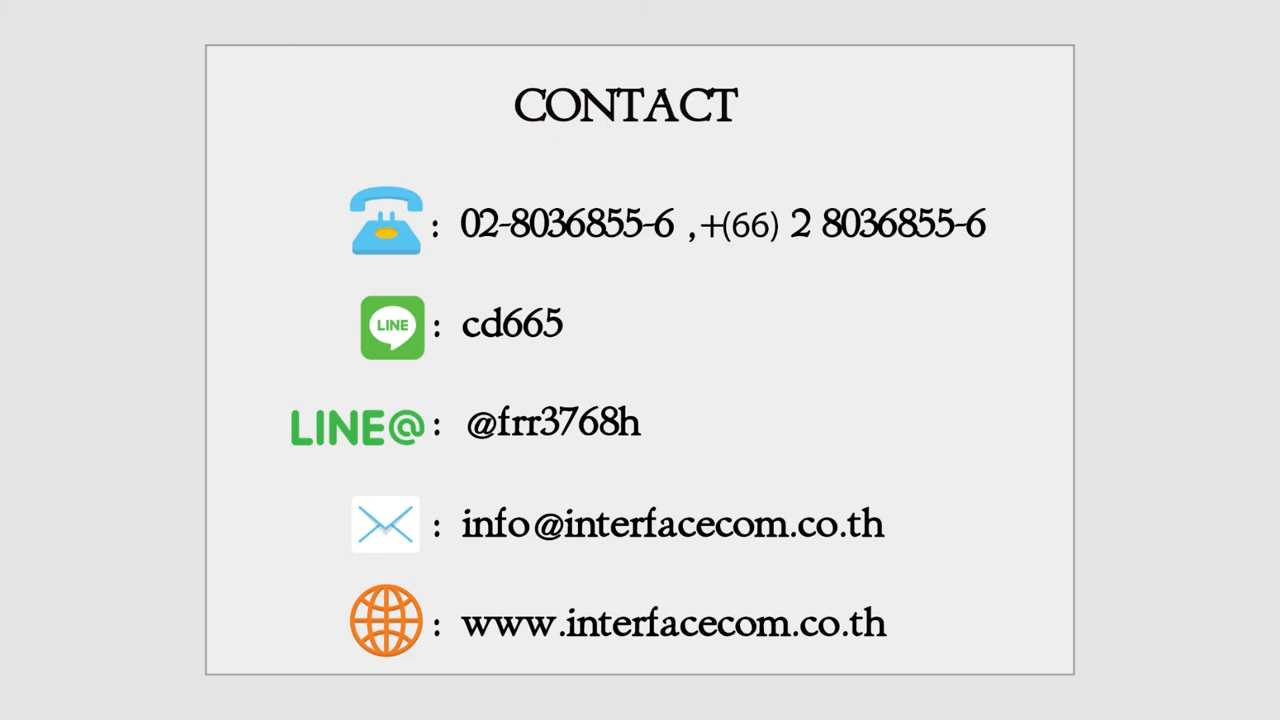 CONTACT
: 02-8036855-6 ,+(66) 2 8036855-6
LINE : cd665
LINE@ : @frr3768h
: info@interfacecom.co.th
: www.interfacecom.co.th